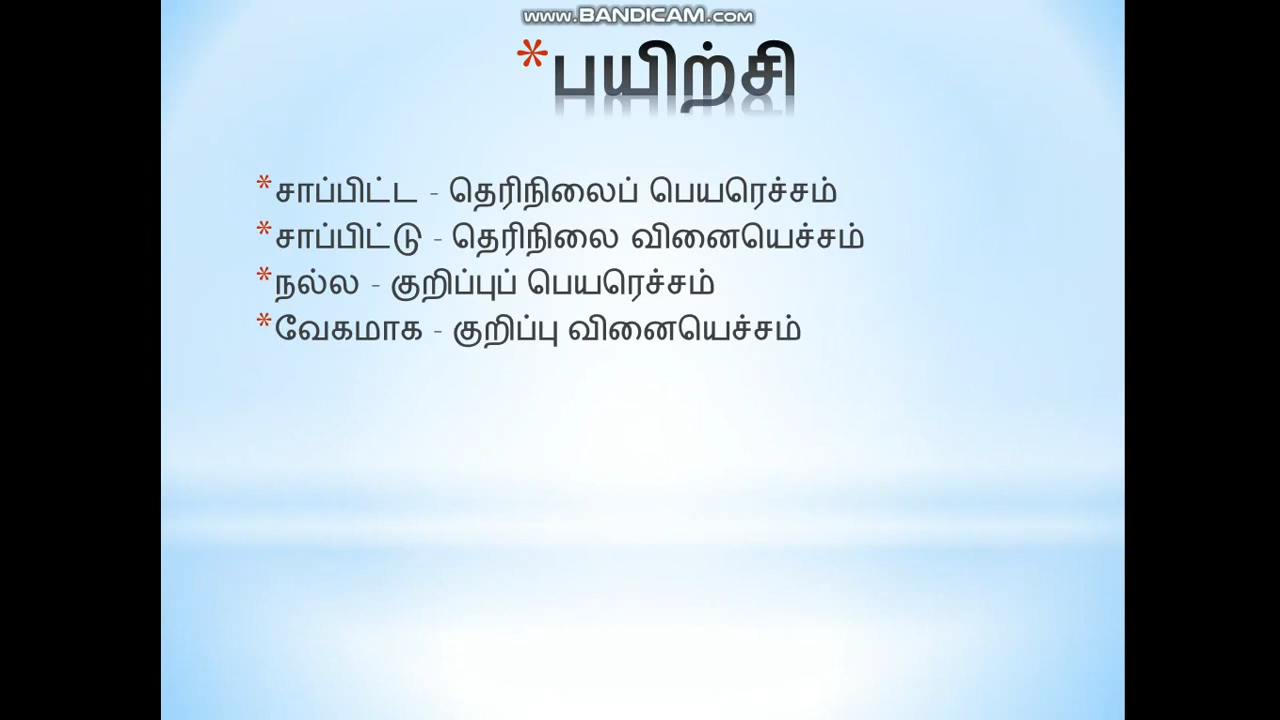 www.BANDICAM.com
*பயிற்சி
*சாப்பிட்ட - தெரிநிலைப் பெயரெச்சம்
*சாப்பிட்டு - தெரிநிலை வினையெச்சம்
*நல்ல - குறிப்புப் பெயரெச்சம்
*வேகமாக - குறிப்பு வினையெச்சம்